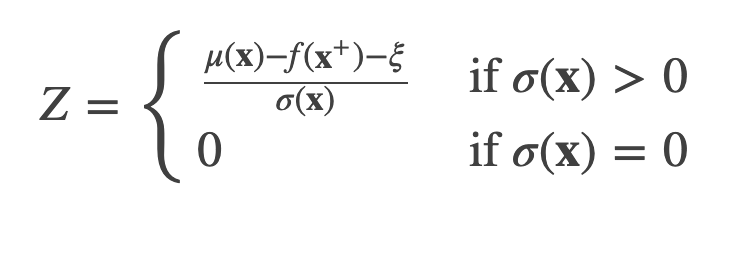 Z = { (μ(x)−f(x⁺)−ξ)/σ(x) if σ(x) > 0
0 if σ(x) = 0